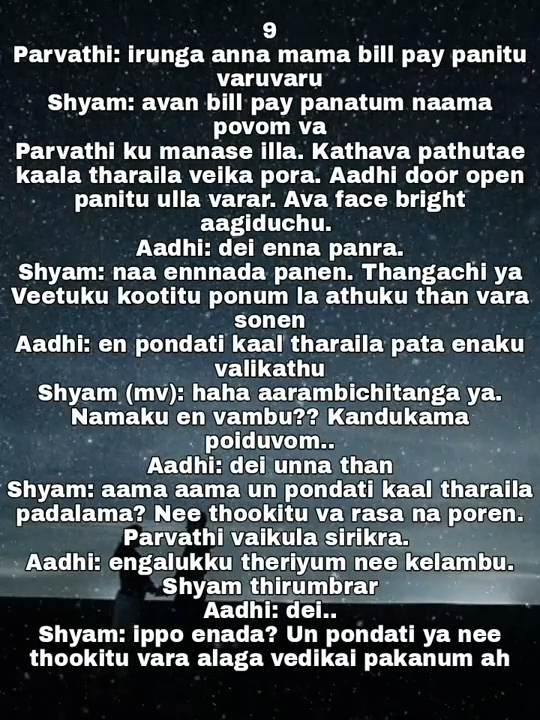 9
Parvathi: irunga anna mama bill pay panitu
varuvaru
Shyam: avan bill pay panatum naama
povom va
Parvathi ku manase illa. Kathava pathutae
kaala tharaila veika pora. Aadhi door open
panitu ulla varar. Ava face bright
aagiduchu.
Aadhi: dei enna panra.
Shyam: naa ennnada panen. Thangachi ya
Veetuku kootitu ponum la athuku than vara
sonen
Aadhi: en pondati kaal tharaila pata enaku
valikathu
Shyam (mv): haha aarambichitanga ya.
Namaku en vambu?? Kandukama
poiduvom..
Aadhi: dei unna than
Shyam: aama aama un pondati kaal tharaila
padalama? Nee thookitu va rasa na poren.
Parvathi vaikula sirikra.
Aadhi: engalukku theriyum nee kelambu.
Shyam thirumbrar
Aadhi: dei..
Shyam: ippo enada? Un pondati ya nee
thookitu vara alaga vedikai pakanum ah